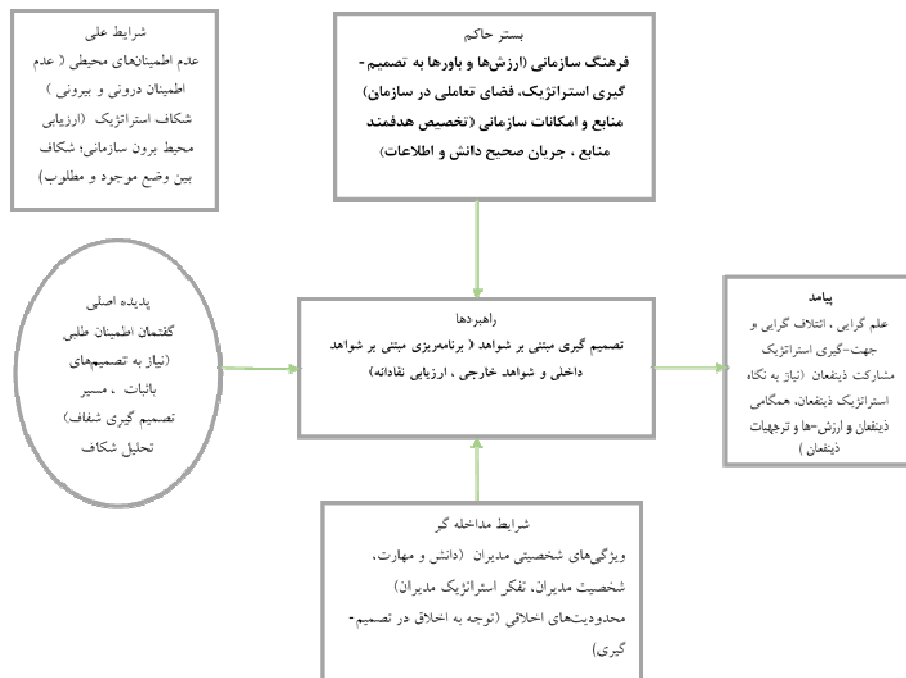 شرایط علی
عدم اطمینان‌های محیطی ( عدم
اطمینان درونی و بیرونی )
شکاف استراتژیک (ارزیابی
محیط برون سازمانی؛ شکاف
بین وضع موجود و مطلوب)
بستر حاکم
فرهنگ سازمانی (ارزش‌ها و باورها به تصمیم-
گیری استراتژیک، فضای تعاملی در سازمان)
منابع و امکانات سازمانی (تخصیص هدفمند
منابع ، جریان صحیح دانش و اطلاعات)
پدیده اصلی
گفتمان اطمینان طلبی
(نیاز به تصمیم‌های
باثبات ، مسیر
تصمیم گیری شفاف)
تحلیل شکاف
راهبردها
تصمیم گیری مبتنی بر شواهد ( برنامه‌ریزی مبتنی بر شواهد
داخلی و شواهد خارجی ، ارزیابی نقادانه)
پیامد
علم گرایی ، ائتلاف گرایی و
جهت-گیری استراتژیک
مشارکت ذینفعان (نیاز به نگاه
استراتژیک ذینفعان، همگامی
ذینفعان و ارزش-ها و ترجیهات
ذینفعان )
شرایط مداخله گر
ویژگی‌های شخصیتی مدیران (دانش و مهارت،
شخصیت مدیران، تفکر استراتژیک مدیران)
محدودیت‌های اخلاقی (توجه به اخلاق در تصمیم-
گیری)